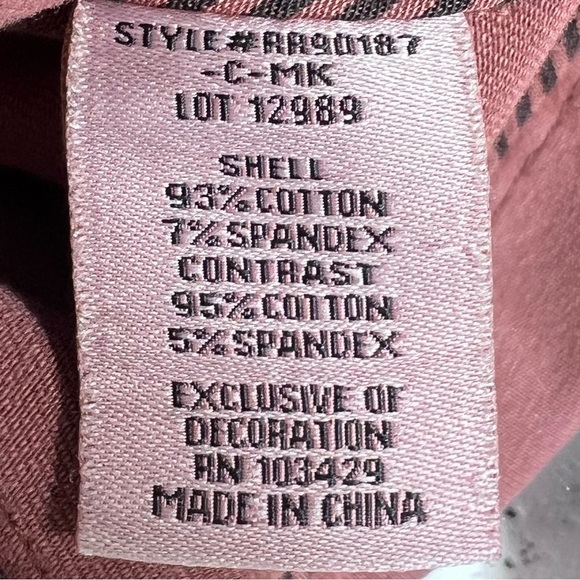 STYLE#RR90187
-C-MK
LOT 12989
SHELL
93%COTTON
7%SPANDEX
CONTRAST
95%COTTON
5%SPANDEX
EXCLUSIVE OF
DECORATION
RN 103429
MADE IN CHINA